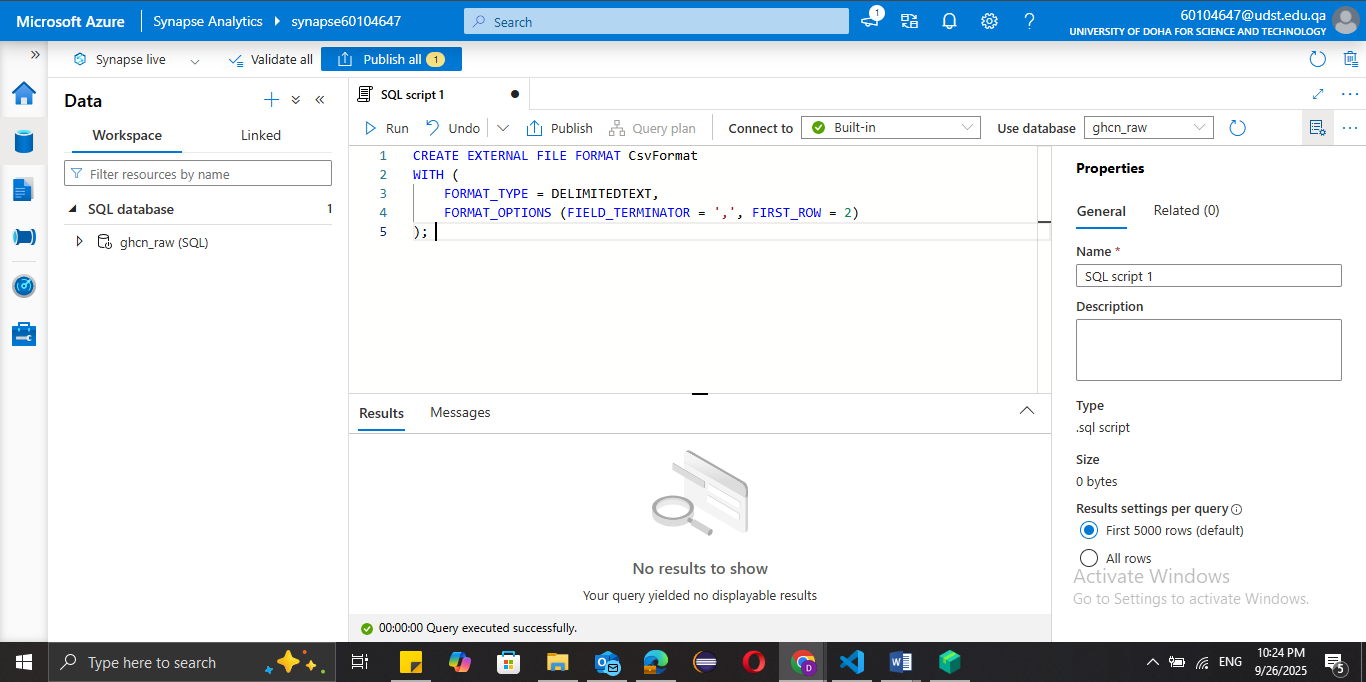 Microsoft Azure Synapse Analytics synapse60104647 Search 1 60104647@udst.edu.qa
UNIVERSITY OF DOHA FOR SCIENCE AND TECHNOLOGY
Synapse live Validate all Publish all 1
Data
Workspace Linked
Filter resources by name
SQL database 1
ghcn_raw (SQL)
SQL script 1
Run Undo Publish Query plan Connect to Built-in Use database ghcn_raw
1 CREATE EXTERNAL FILE FORMAT CsvFormat
2 WITH (
3 FORMAT_TYPE = DELIMITEDTEXT,
4 FORMAT_OPTIONS (FIELD_TERMINATOR = ',', FIRST_ROW = 2)
5 );
Results Messages
No results to show
Your query yielded no displayable results
00:00:00 Query executed successfully.
Properties
General Related (0)
Name *
SQL script 1
Description
Type
.sql script
Size
0 bytes
Results settings per query
First 5000 rows (default)
All rows
Activate Windows
Go to Settings to activate Windows.
Type here to search
D
ENG
10:24 PM
9/26/2025
5